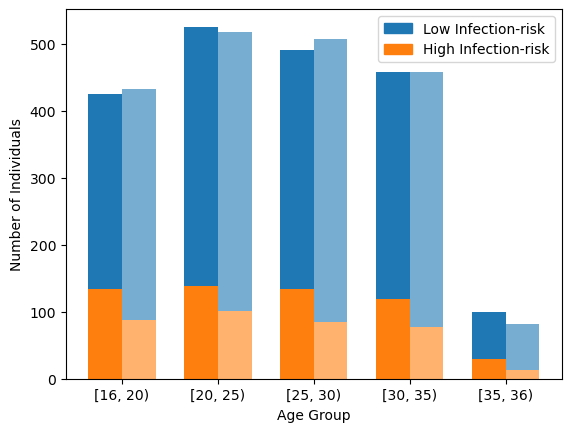 Low Infection-risk
High Infection-risk
Number of Individuals
500
400
300
200
100
0
[16, 20) [20, 25) [25, 30) [30, 35) [35, 36)
Age Group